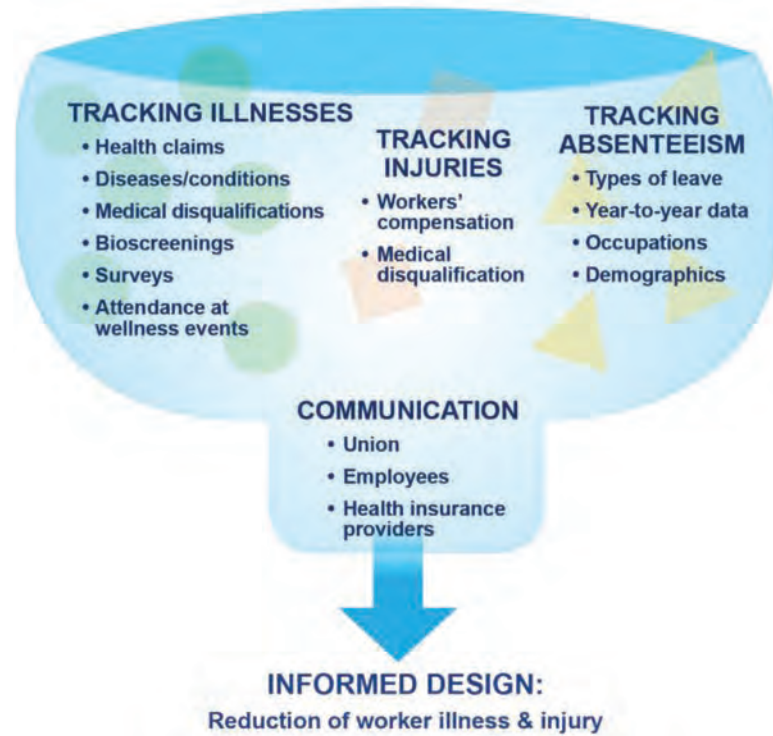 TRACKING ILLNESSES
• Health claims
• Diseases/conditions
• Medical disqualifications
• Bioscreenings
• Surveys
• Attendance at
wellness events
TRACKING
INJURIES
• Workers'
compensation
• Medical
disqualification
TRACKING
ABSENTEEISM
• Types of leave
• Year-to-year data
• Occupations
• Demographics
COMMUNICATION
• Union
• Employees
• Health insurance
providers
INFORMED DESIGN:
Reduction of worker illness & injury